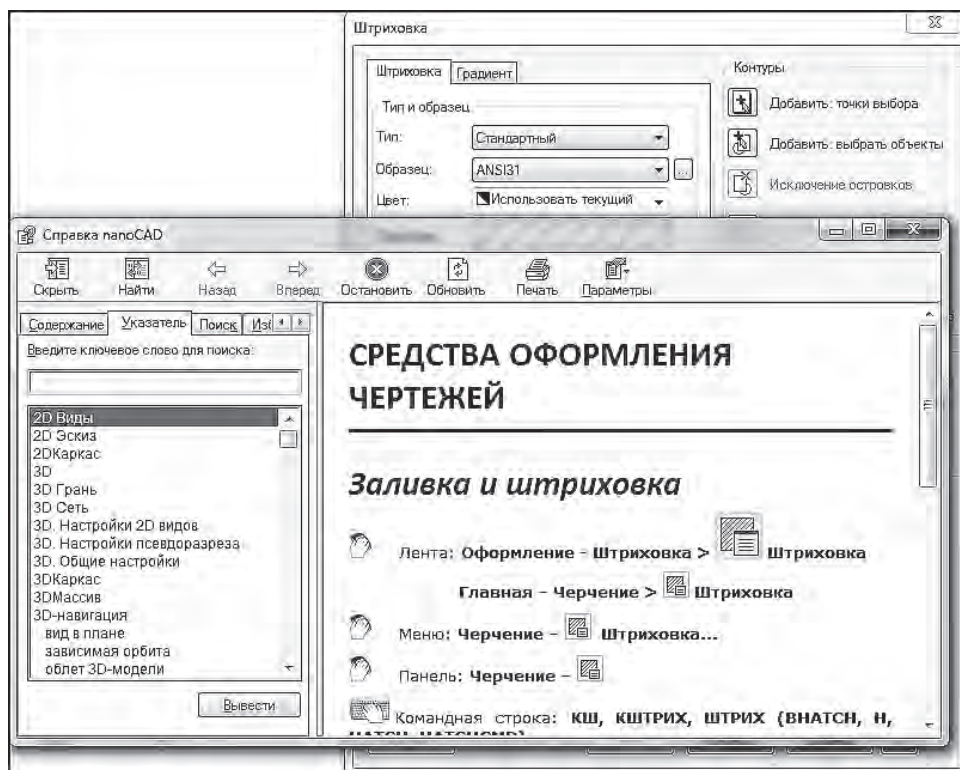 Штриховка
Штриховка Градиент
Тип и образец
Тип: Стандартный
Образец: ANSI31 ...
Цвет: Использовать текущий
Контуры
Добавить: точки выбора
Добавить: выбрать объекты
Исключение островков
Справка nanoCAD
Скрыть Найти Назад Вперед Остановить Обновить Печать Параметры
Содержание Указатель Поиск Изб
Введите ключевое слово для поиска:
2D Виды
2D Эскиз
2DКаркас
3D
3D Грань
3D Сеть
3D. Настройки 2D видов
3D. Настройки псевдоразреза
3D. Общие настройки
3DКаркас
3DМассив
3D-навигация
вид в плане
зависимая орбита
облет 3D-модели
Вывести
СРЕДСТВА ОФОРМЛЕНИЯ
ЧЕРТЕЖЕЙ
Заливка и штриховка
Лента: Оформление – Штриховка > Штриховка
Главная – Черчение > Штриховка
Меню: Черчение – Штриховка...
Панель: Черчение –
Командная строка: КШ, КШТРИХ, ШТРИХ (BHATCH, H,